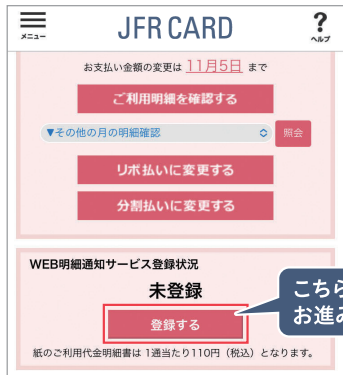 JFR CARD
?
メニュー
ヘルプ
お支払い金額の変更は 11月5日 まで
ご利用明細を確認する
▼その他の月の明細確認
照会
リボ払いに変更する
分割払いに変更する
WEB明細通知サービス登録状況
未登録
登録する
こちら
お進み
紙のご利用代金明細書は 1通当たり110円（税込）となります。